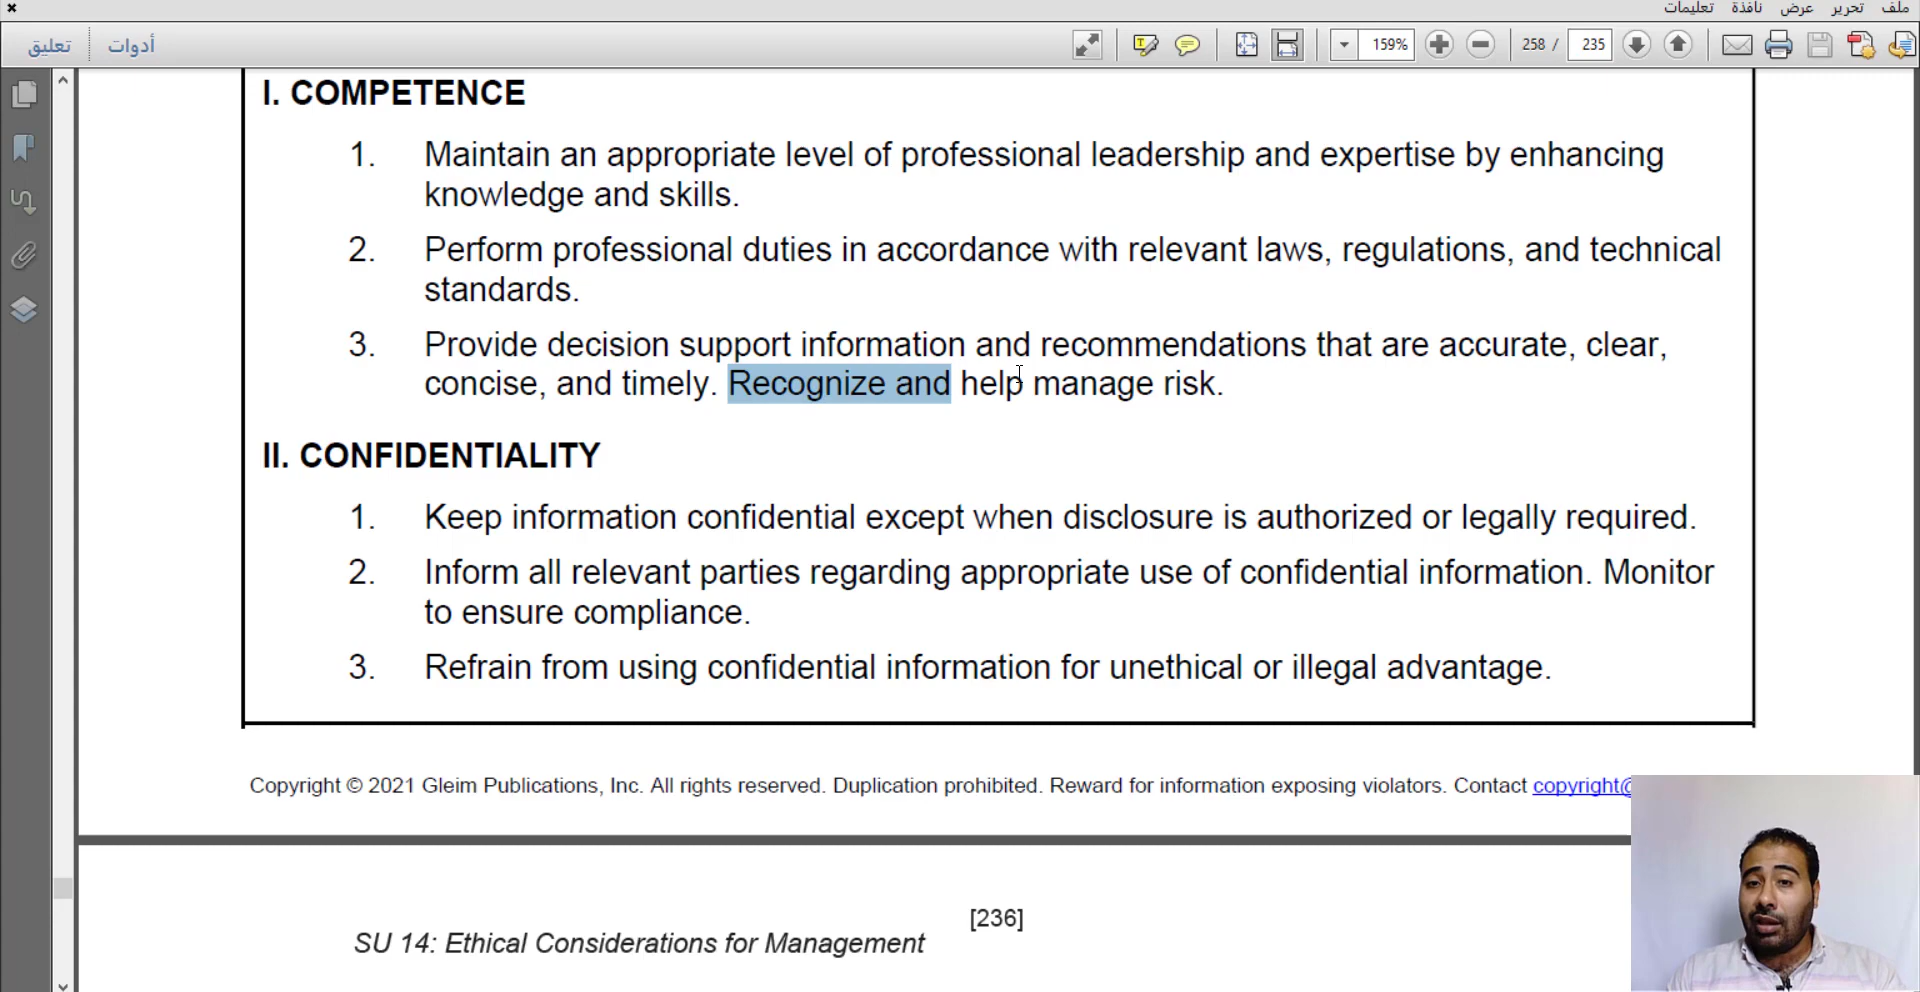 ملف تحرير عرض نافذة تعليمات
تعليق أدوات 159% 258 / 235
I. COMPETENCE
1. Maintain an appropriate level of professional leadership and expertise by enhancing
knowledge and skills.
2. Perform professional duties in accordance with relevant laws, regulations, and technical
standards.
3. Provide decision support information and recommendations that are accurate, clear,
concise, and timely. Recognize and help manage risk.
II. CONFIDENTIALITY
1. Keep information confidential except when disclosure is authorized or legally required.
2. Inform all relevant parties regarding appropriate use of confidential information. Monitor
to ensure compliance.
3. Refrain from using confidential information for unethical or illegal advantage.
Copyright © 2021 Gleim Publications, Inc. All rights reserved. Duplication prohibited. Reward for information exposing violators. Contact copyright@
[236]
SU 14: Ethical Considerations for Management